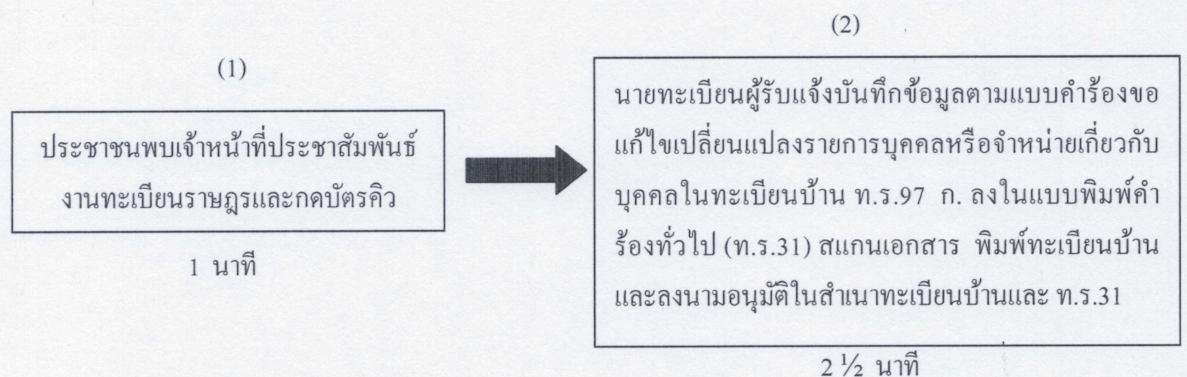 (1)
ประชาชนพบเจ้าหน้าที่ประชาสัมพันธ์
งานทะเบียนราษฎรและกดบัตรคิว
1 นาที
(2)
นายทะเบียนผู้รับแจ้งบันทึกข้อมูลตามแบบคำร้องขอ
แก้ไขเปลี่ยนแปลงรายการบุคคลหรือจำหน่ายเกี่ยวกับ
บุคคลในทะเบียนบ้าน ท.ร.97 ก. ลงในแบบพิมพ์คำ
ร้องทั่วไป (ท.ร.31) สแกนเอกสาร พิมพ์ทะเบียนบ้าน
และลงนามอนุมัติในสำเนาทะเบียนบ้านและ ท.ร.31
2 ½ นาที